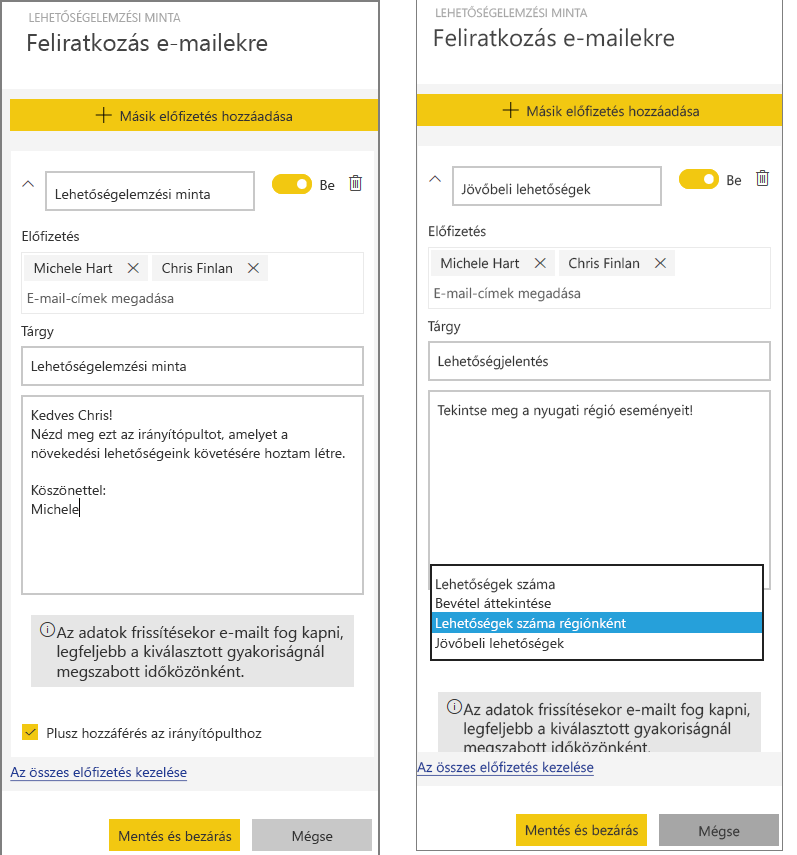 LEHETŐSÉGELEMZÉSI MINTA
Feliratkozás e-mailekre
Másik előfizetés hozzáadása
Lehetőségelemzési minta
Be
Előfizetés
Michele Hart
Chris Finlan
E-mail-címek megadása
Tárgy
Lehetőségelemzési minta
Kedves Chris!
Nézd meg ezt az irányítópultot, amelyet a
növekedési lehetőségeink követésére hoztam létre.
Köszönettel:
Michele
Az adatok frissítésekor e-mailt fog kapni,
legfeljebb a kiválasztott gyakoriságnál
megszabott időközönként.
Plusz hozzáférés az irányítópulthoz
Az összes előfizetés kezelése
Mentés és bezárás
Mégse
LEHETŐSÉGELEMZÉSI MINTA
Feliratkozás e-mailekre
Másik előfizetés hozzáadása
Jövőbeli lehetőségek
Be
Előfizetés
Michele Hart
Chris Finlan
E-mail-címek megadása
Tárgy
Lehetőségjelentés
Tekintse meg a nyugati régió eseményeit!
Lehetőségek száma
Bevétel áttekintése
Lehetőségek száma régiónként
Jövőbeli lehetőségek
Az adatok frissítésekor e-mailt fog kapni,
legfeljebb a kiválasztott gyakoriságnál
megszabott időközönként.
Az összes előfizetés kezelése
Mentés és bezárás
Mégse